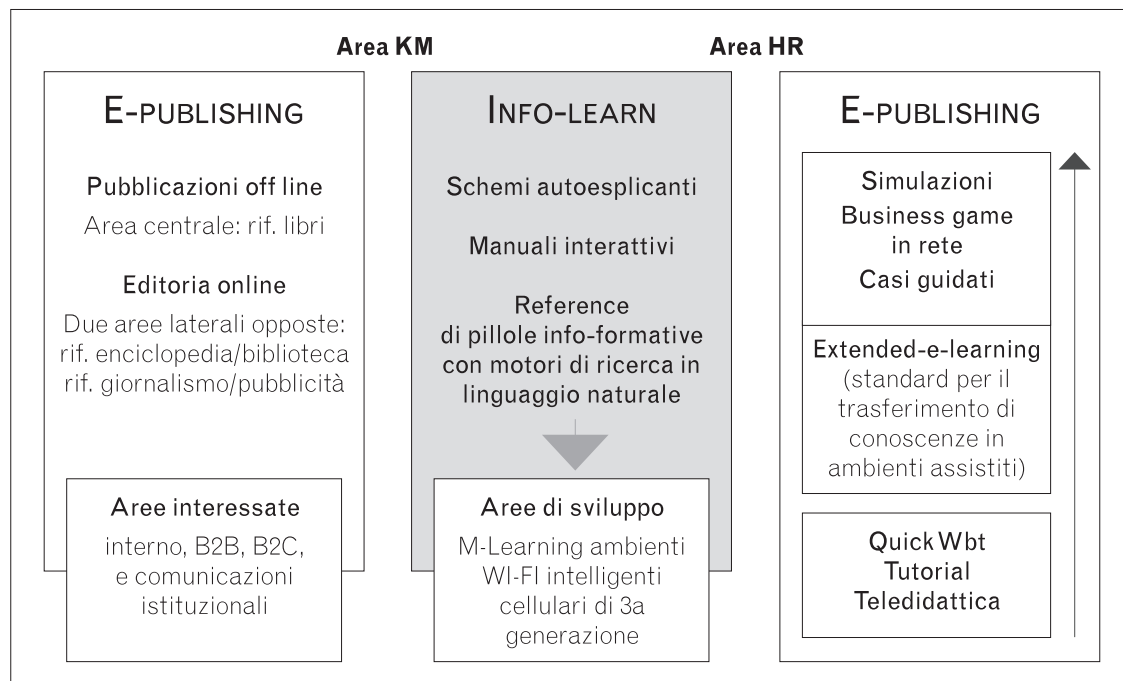 Area KM
Area HR
E-PUBLISHING
Pubblicazioni off line
Area centrale: rif. libri
Editoria online
Due aree laterali opposte:
rif. enciclopedia/biblioteca
rif. giornalismo/pubblicità
Aree interessate
interno, B2B, B2C,
e comunicazioni
istituzionali
INFO-LEARN
Schemi autoesplicanti
Manuali interattivi
Reference
di pillole info-formative
con motori di ricerca in
linguaggio naturale
Aree di sviluppo
M-Learning ambienti
WI-FI intelligenti
cellulari di 3a
generazione
E-PUBLISHING
Simulazioni
Business game
in rete
Casi guidati
Extended-e-learning
(standard per il
trasferimento di
conoscenze in
ambienti assistiti)
Quick Wbt
Tutorial
Teledidattica